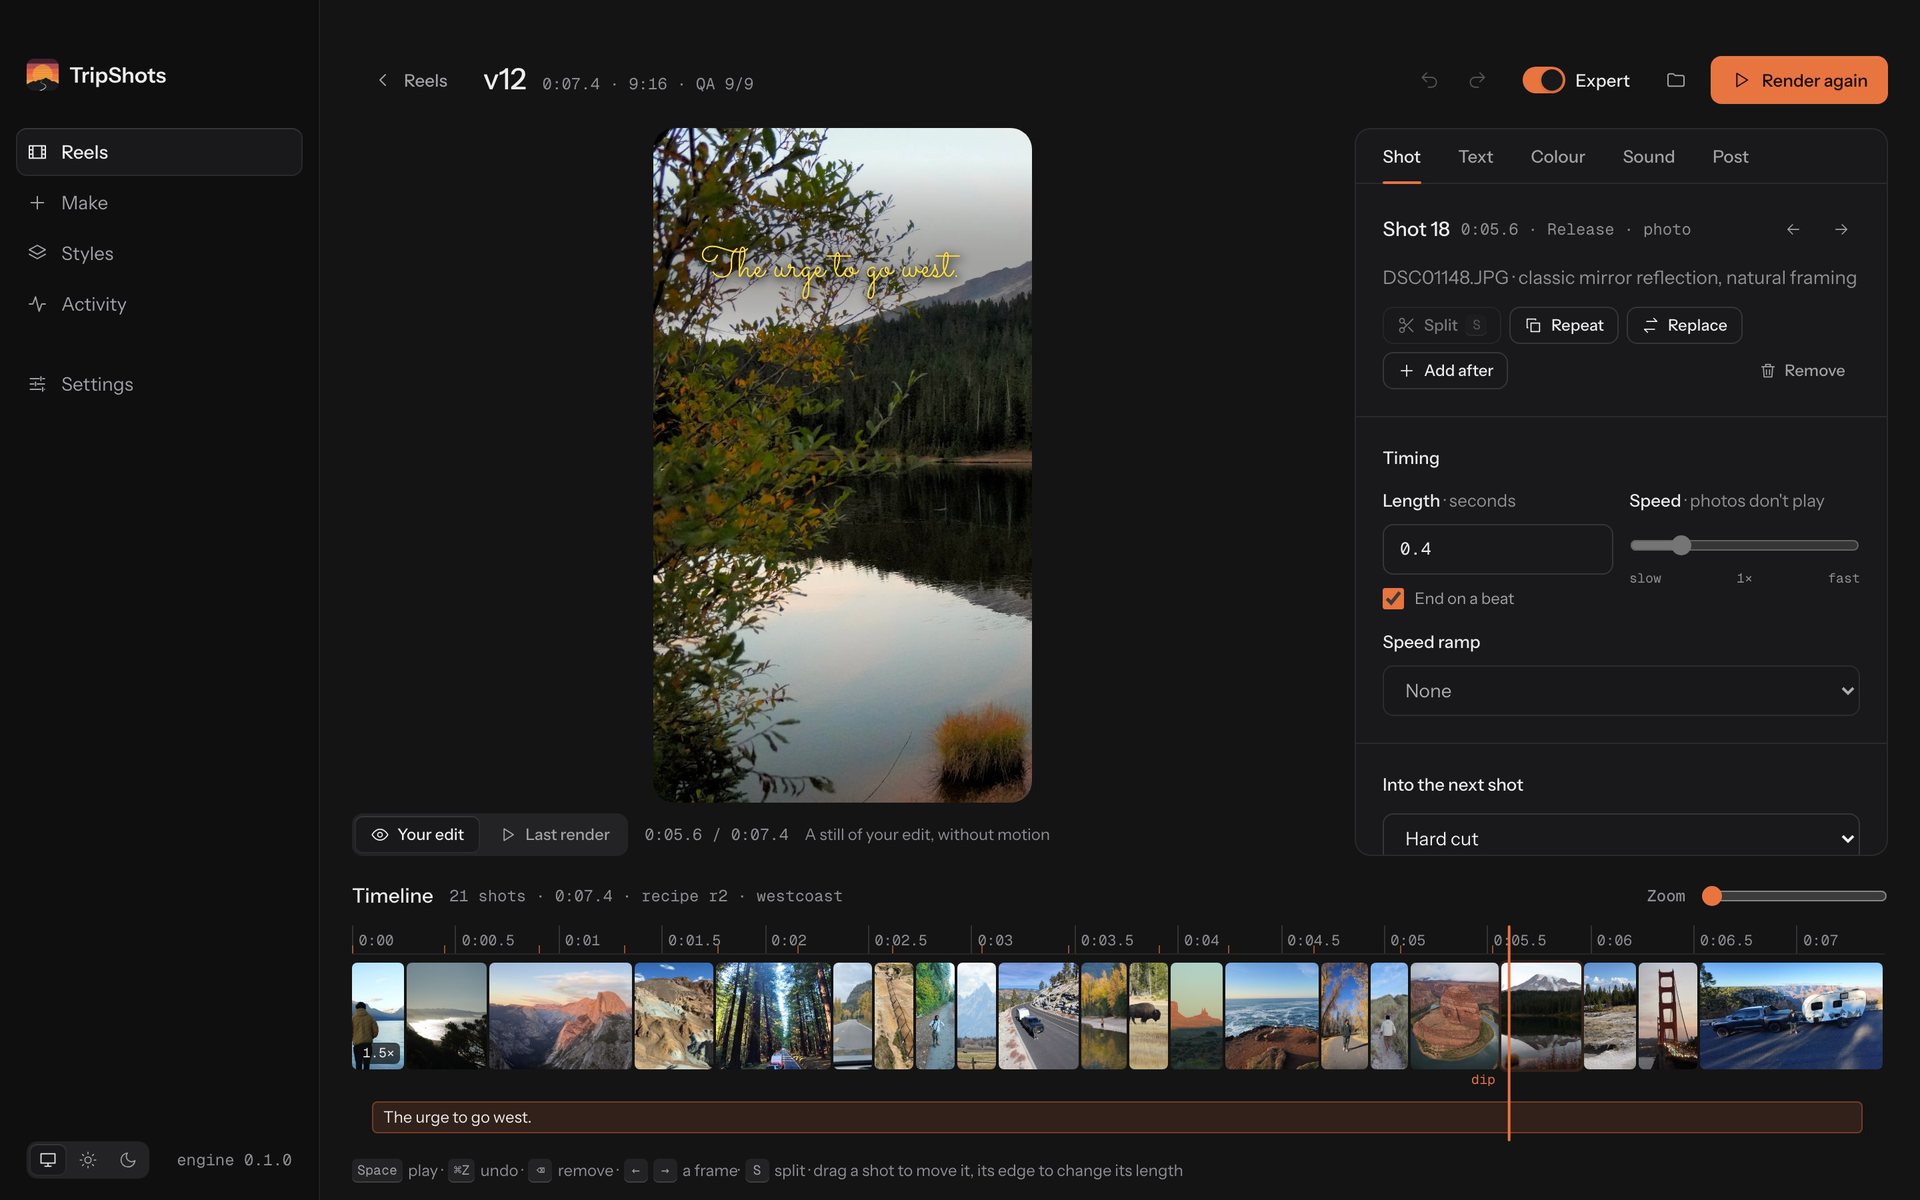 TripShots
Reels
Make
Styles
Activity
Settings
engine 0.1.0
Reels
v12 0:07.4 · 9:16 · QA 9/9
Expert
Render again
The urge to go west.
Your edit
Last render
0:05.6 / 0:07.4 A still of your edit, without motion
Shot Text Colour Sound Post
Shot 18 0:05.6 · Release · photo
DSC01148.JPG · classic mirror reflection, natural framing
Split S
Repeat
Replace
Add after
Remove
Timing
Length · seconds
0.4
End on a beat
Speed · photos don't play
slow 1× fast
Speed ramp
None
Into the next shot
Hard cut
Timeline 21 shots · 0:07.4 · recipe r2 · westcoast
Zoom
0:00 0:00.5 0:01 0:01.5 0:02 0:02.5 0:03 0:03.5 0:04 0:04.5 0:05 0:05.5 0:06 0:06.5 0:07
1.5×
dip
The urge to go west.
Space play · ⌘Z undo · ⌫ remove · ← → a frame · S split · drag a shot to move it, its edge to change its length